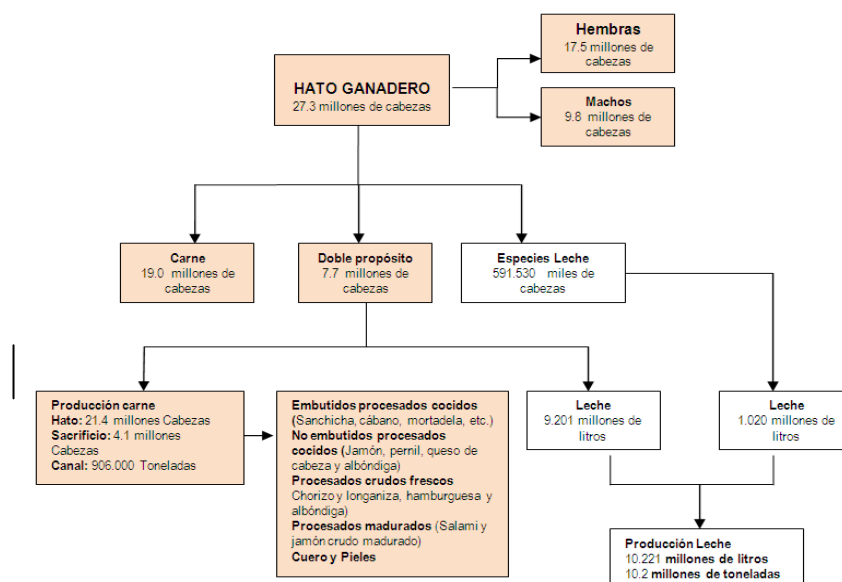 Hembras
17.5 millones de
cabezas
HATO GANADERO
27.3 millones de cabezas
Machos
9.8 millones de
cabezas
Carne
19.0 millones de
cabezas
Doble propósito
7.7 millones de
cabezas
Especies Leche
591.530 miles de
cabezas
Producción carne
Hato: 21.4 millones Cabezas
Sacrificio: 4.1 millones
Cabezas
Canal: 906.000 Toneladas
Embutidos procesados cocidos
(Sanchicha, cábano, mortadela, etc.)
No embutidos procesados
cocidos (Jamón, pernil, queso de
cabeza y albóndiga)
Procesados crudos frescos
Chorizo y longaniza, hamburguesa y
albóndiga)
Procesados madurados (Salami y
jamón crudo madurado)
Cuero y Pieles
Leche
9.201 millones de
litros
Leche
1.020 millones de
litros
Producción Leche
10.221 millones de litros
10.2 millones de toneladas